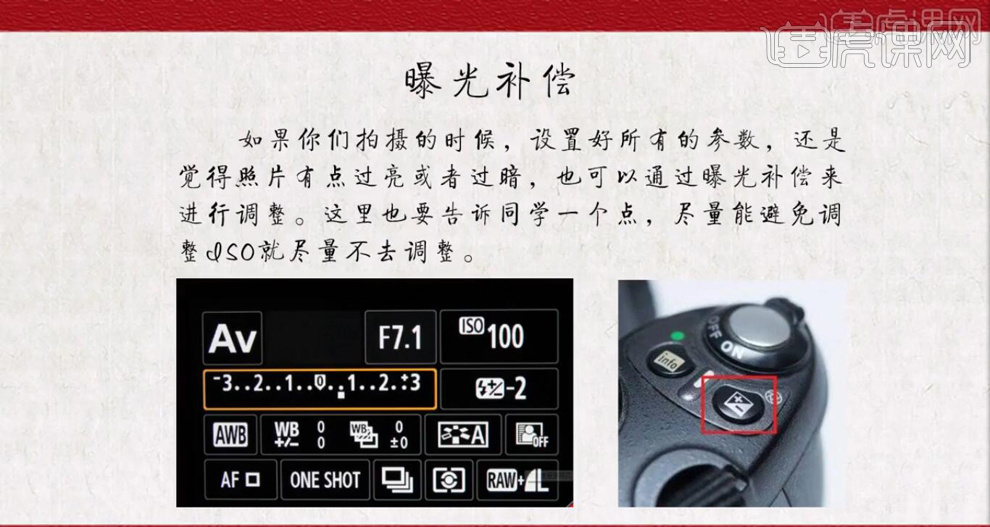 虎课网
曝光补偿
如果你们拍摄的时候，设置好所有的参数，还是
觉得照片有点过亮或者过暗，也可以通过曝光补偿来
进行调整。这里也要告诉同学一个点，尽量能避免调
整ISO就尽量不去调整。
Av F7.1 ISO 100
-3..2..1..0..1..2.+3 -2
AWB WB +/- 0 0 WB 0 ±0 A OFF
AF ONE SHOT RAW+L
OFF ON
info